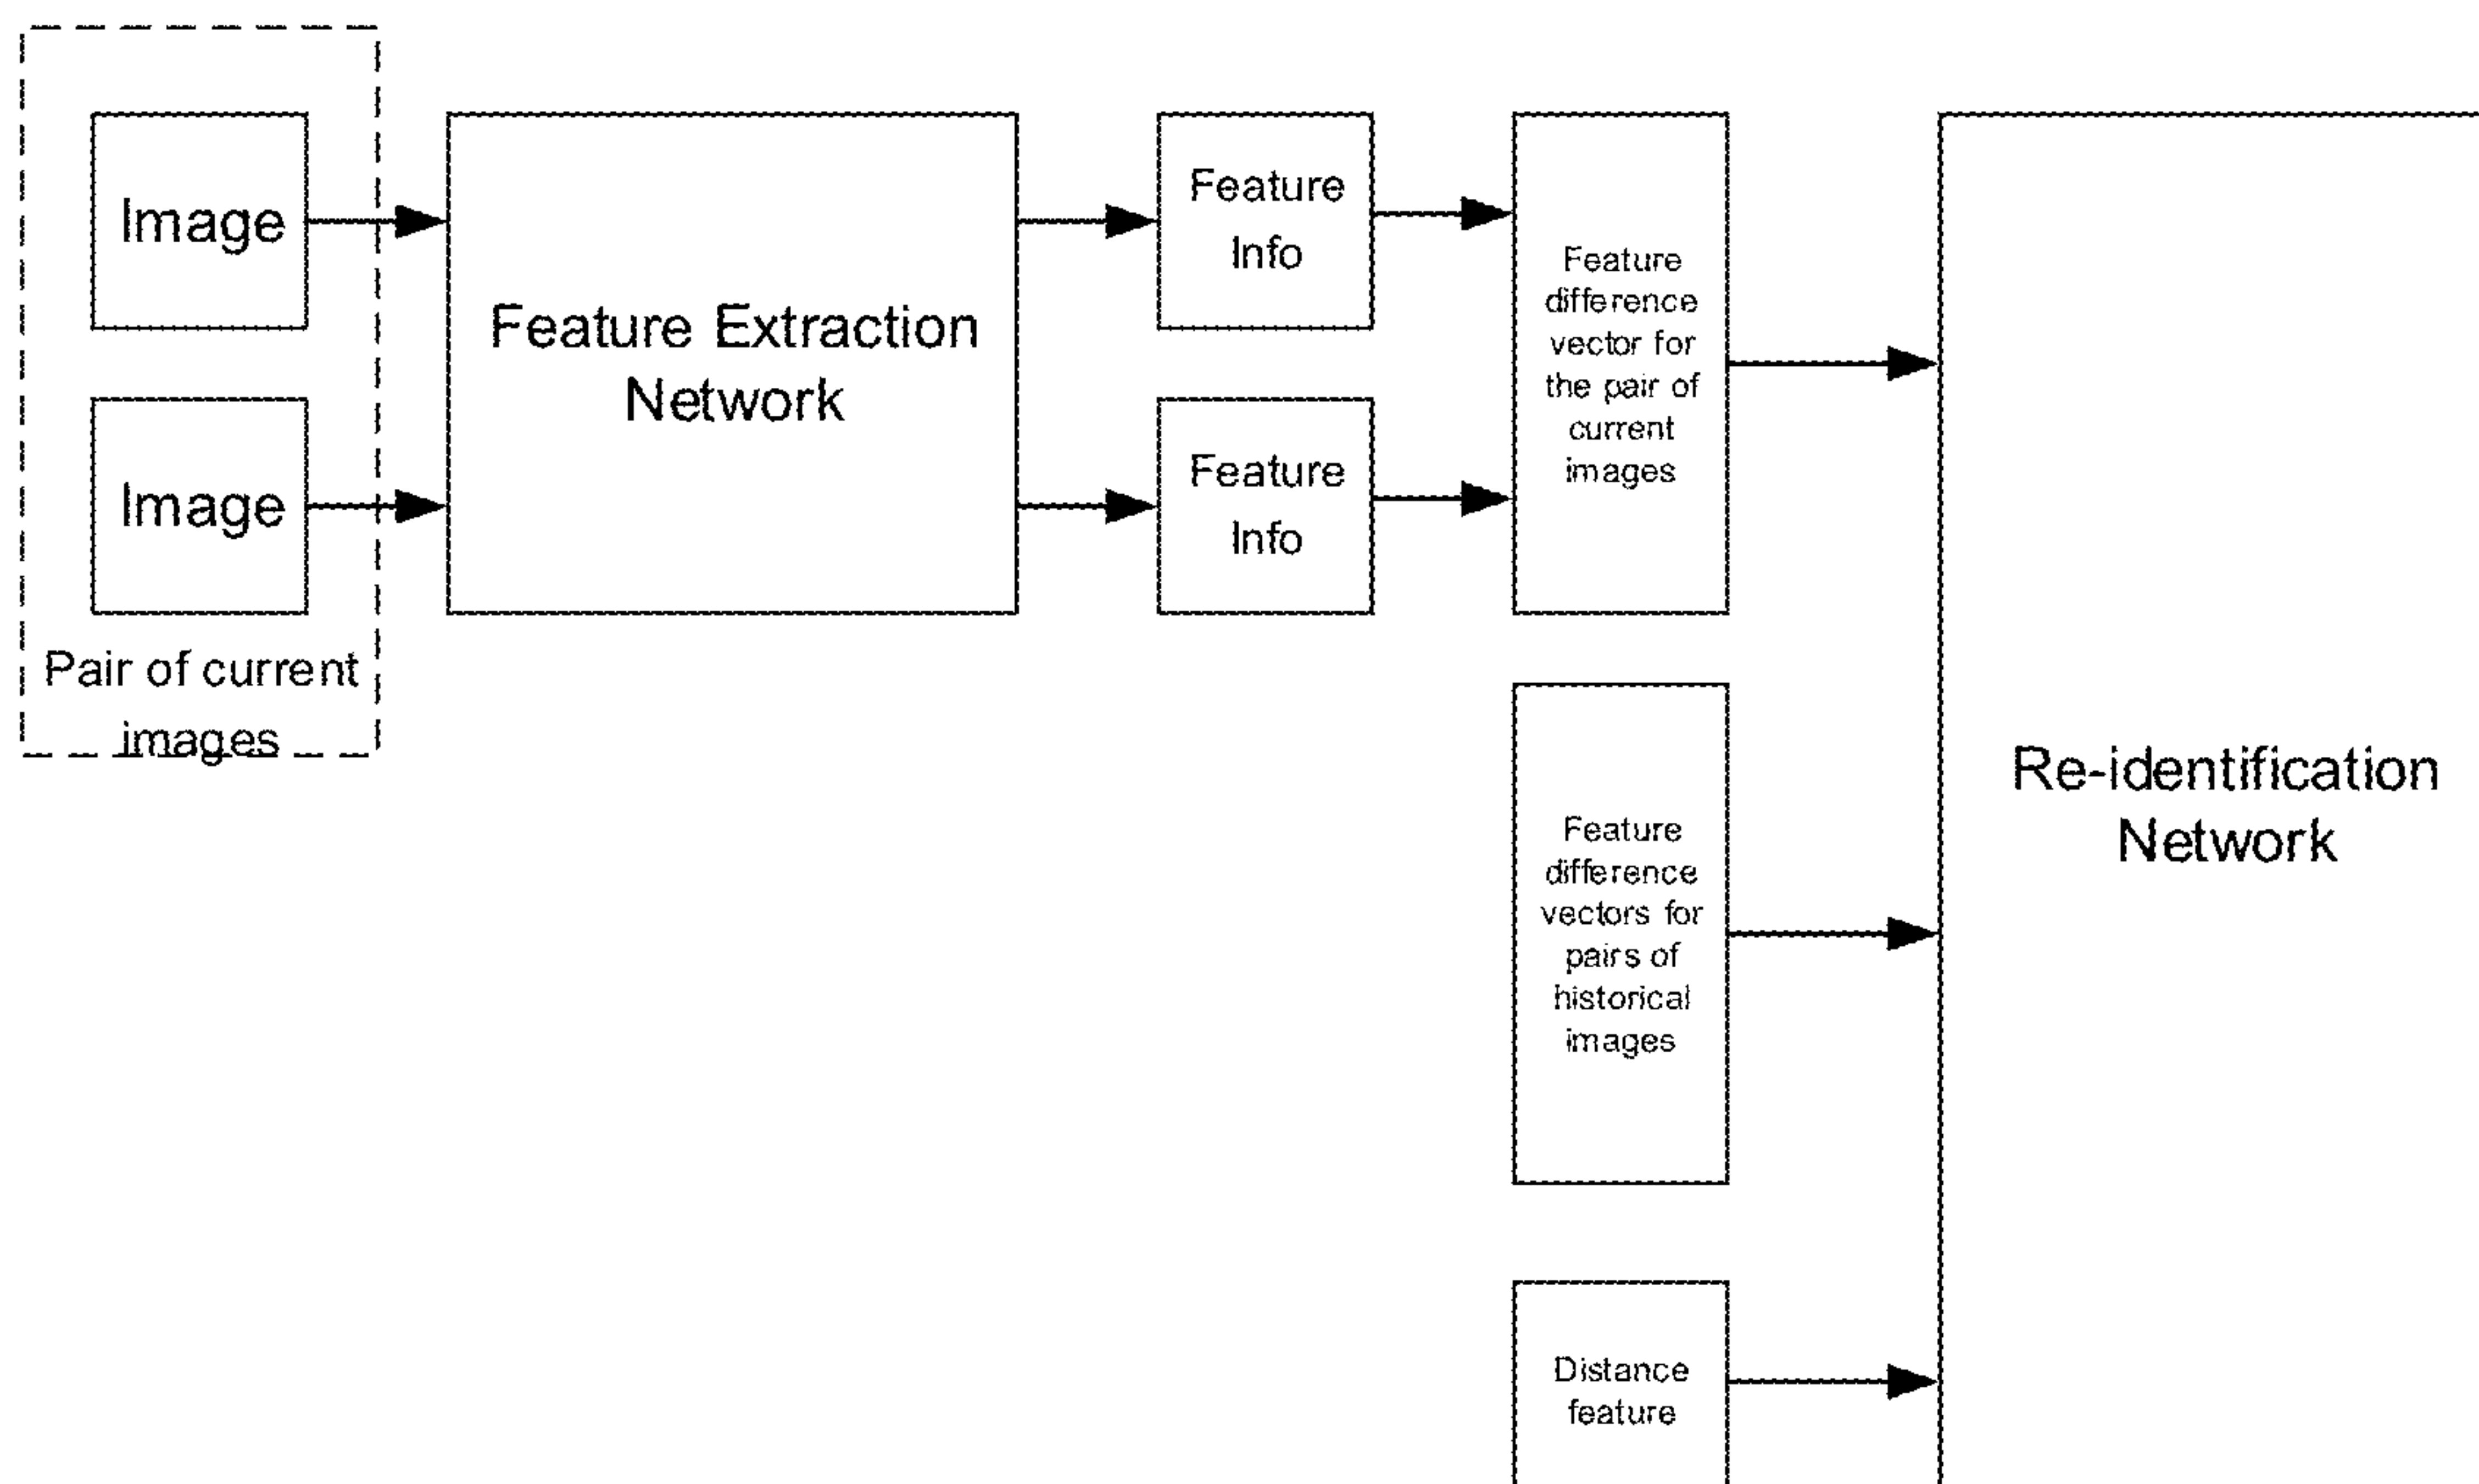 Image
Image
Pair of current
images
Feature Extraction
Network
Feature
Info
Feature
Info
Feature
difference
vector for
the pair of
current
images
Feature
difference
vectors for
pairs of
historical
images
Distance
feature
Re-identification
Network